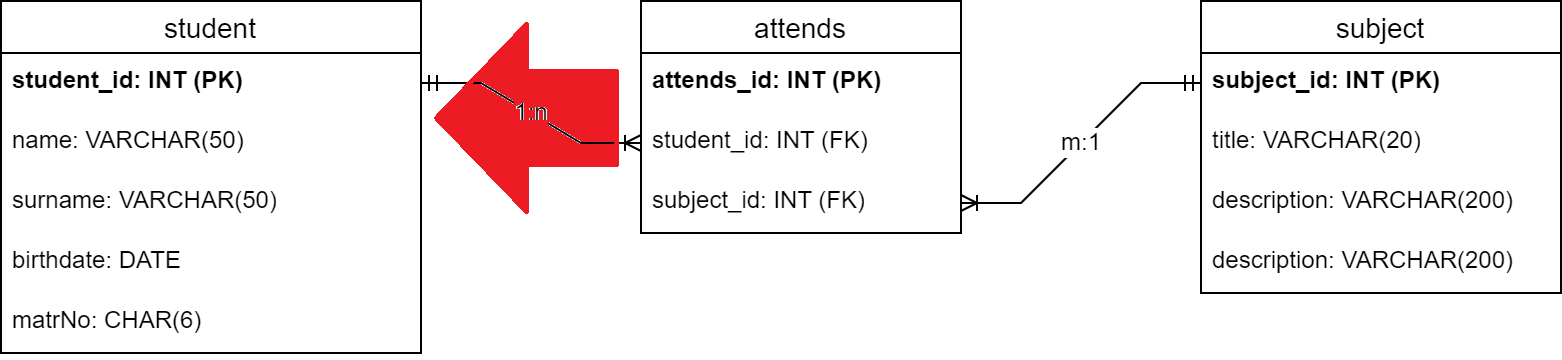 student
student_id: INT (PK)
name: VARCHAR(50)
surname: VARCHAR(50)
birthdate: DATE
matrNo: CHAR(6)
1:n
attends
attends_id: INT (PK)
student_id: INT (FK)
subject_id: INT (FK)
m:1
subject
subject_id: INT (PK)
title: VARCHAR(20)
description: VARCHAR(200)
description: VARCHAR(200)